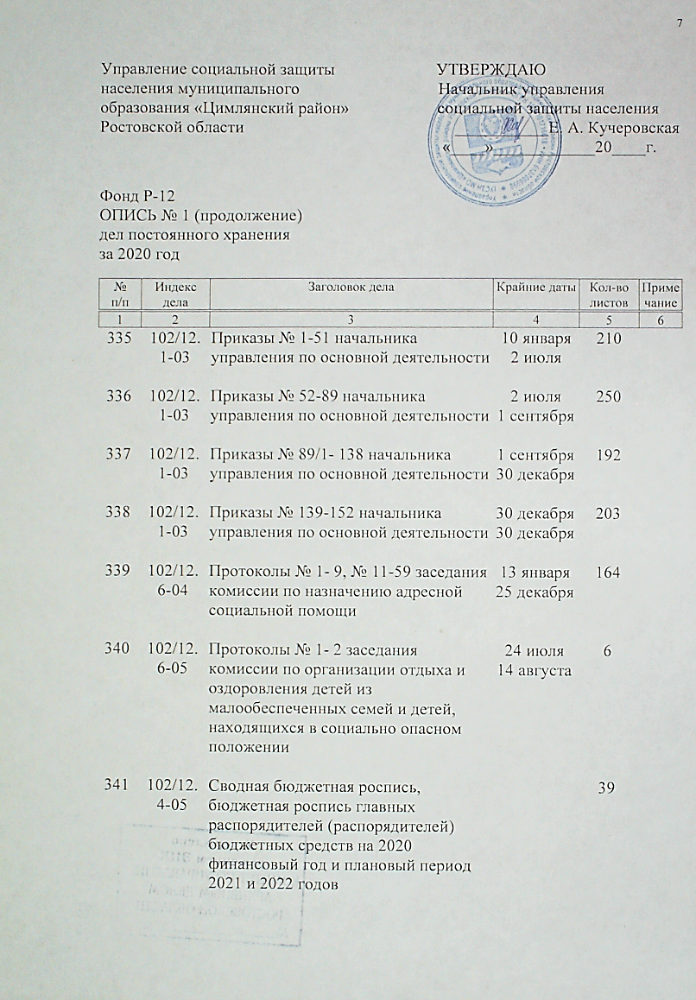 7
Управление социальной защиты
населения муниципального
образования «Цимлянский район»
Ростовской области
УТВЕРЖДАЮ
Начальник управления
социальной защиты населения
___________Е. А. Кучеровская
«____»____________20____г.
Фонд Р-12
ОПИСЬ № 1 (продолжение)
дел постоянного хранения
за 2020 год
№ п/п Индекс дела Заголовок дела Крайние даты Кол-во листов Приме чание
1 2 3 4 5 6
335 102/12. Приказы № 1-51 начальника 10 января 210
1-03 управления по основной деятельности 2 июля
336 102/12. Приказы № 52-89 начальника 2 июля 250
1-03 управления по основной деятельности 1 сентября
337 102/12. Приказы № 89/1- 138 начальника 1 сентября 192
1-03 управления по основной деятельности 30 декабря
338 102/12. Приказы № 139-152 начальника 30 декабря 203
1-03 управления по основной деятельности 30 декабря
339 102/12. Протоколы № 1- 9, № 11-59 заседания 13 января 164
6-04 комиссии по назначению адресной 25 декабря
социальной помощи
340 102/12. Протоколы № 1- 2 заседания 24 июля 6
6-05 комиссии по организации отдыха и 14 августа
оздоровления детей из
малообеспеченных семей и детей,
находящихся в социально опасном
положении
341 102/12. Сводная бюджетная роспись, 39
4-05 бюджетная роспись главных
распорядителей (распорядителей)
бюджетных средств на 2020
финансовый год и плановый период
2021 и 2022 годов